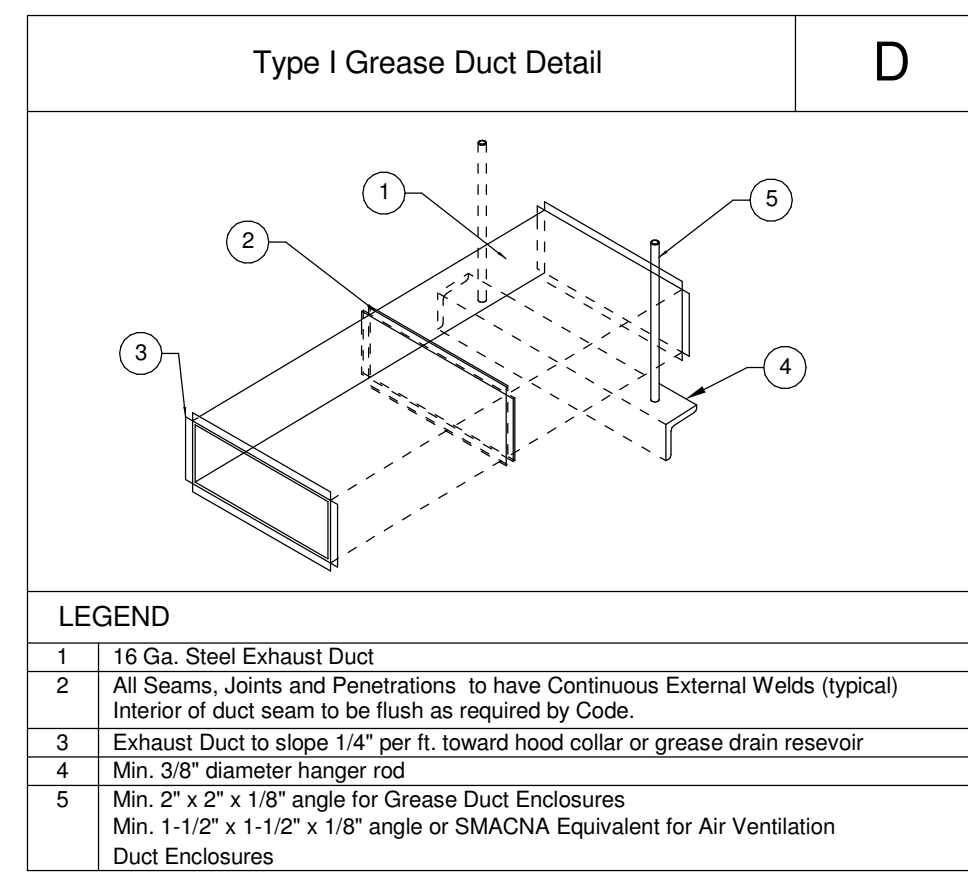 Type I Grease Duct Detail
D
1
5
2
3
4
LEGEND
1 16 Ga. Steel Exhaust Duct
2 All Seams, Joints and Penetrations to have Continuous External Welds (typical)
Interior of duct seam to be flush as required by Code.
3 Exhaust Duct to slope 1/4" per ft. toward hood collar or grease drain resevoir
4 Min. 3/8" diameter hanger rod
5 Min. 2" x 2" x 1/8" angle for Grease Duct Enclosures
Min. 1-1/2" x 1-1/2" x 1/8" angle or SMACNA Equivalent for Air Ventilation
Duct Enclosures